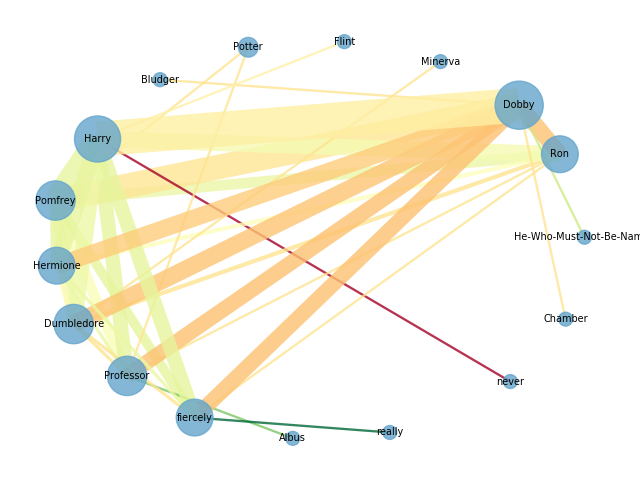 Flint
Potter
Minerva
Bludger
Dobby
Harry
Ron
Pomfrey
He-Who-Must-Not-Be-Nam
Hermione
Chamber
Dumbledore
Professor
never
fiercely
really
Albus